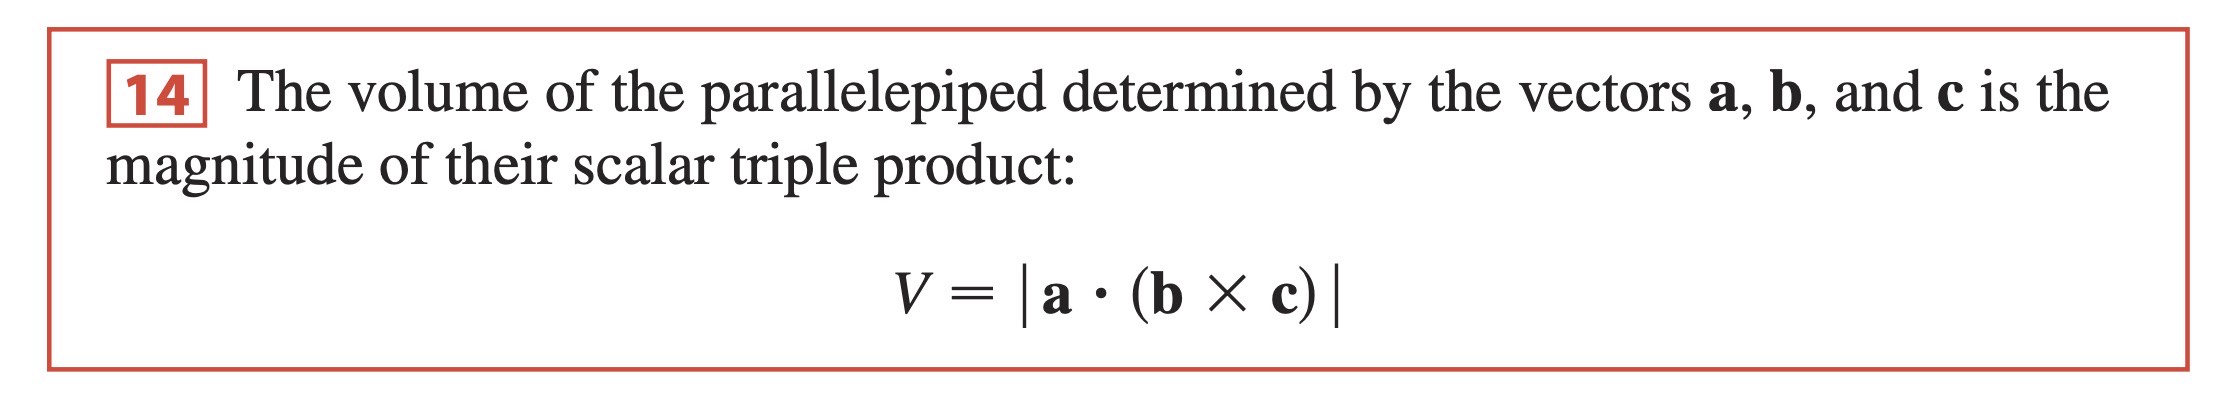 14 The volume of the parallelepiped determined by the vectors a, b, and c is the
magnitude of their scalar triple product:
V = | a · (b × c) |